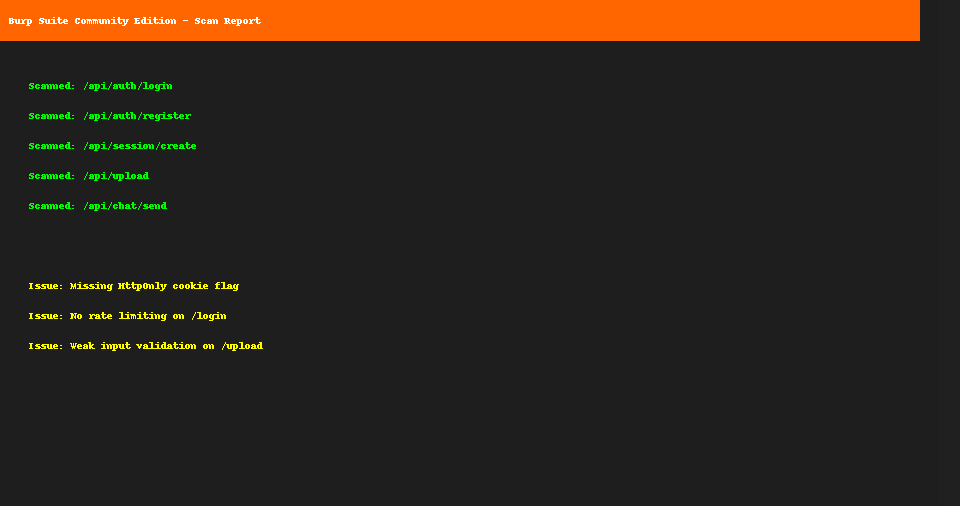 Burp Suite Community Edition - Scan Report
Scanned: /api/auth/login
Scanned: /api/auth/register
Scanned: /api/session/create
Scanned: /api/upload
Scanned: /api/chat/send
Issue: Missing HttpOnly cookie flag
Issue: No rate limiting on /login
Issue: Weak input validation on /upload